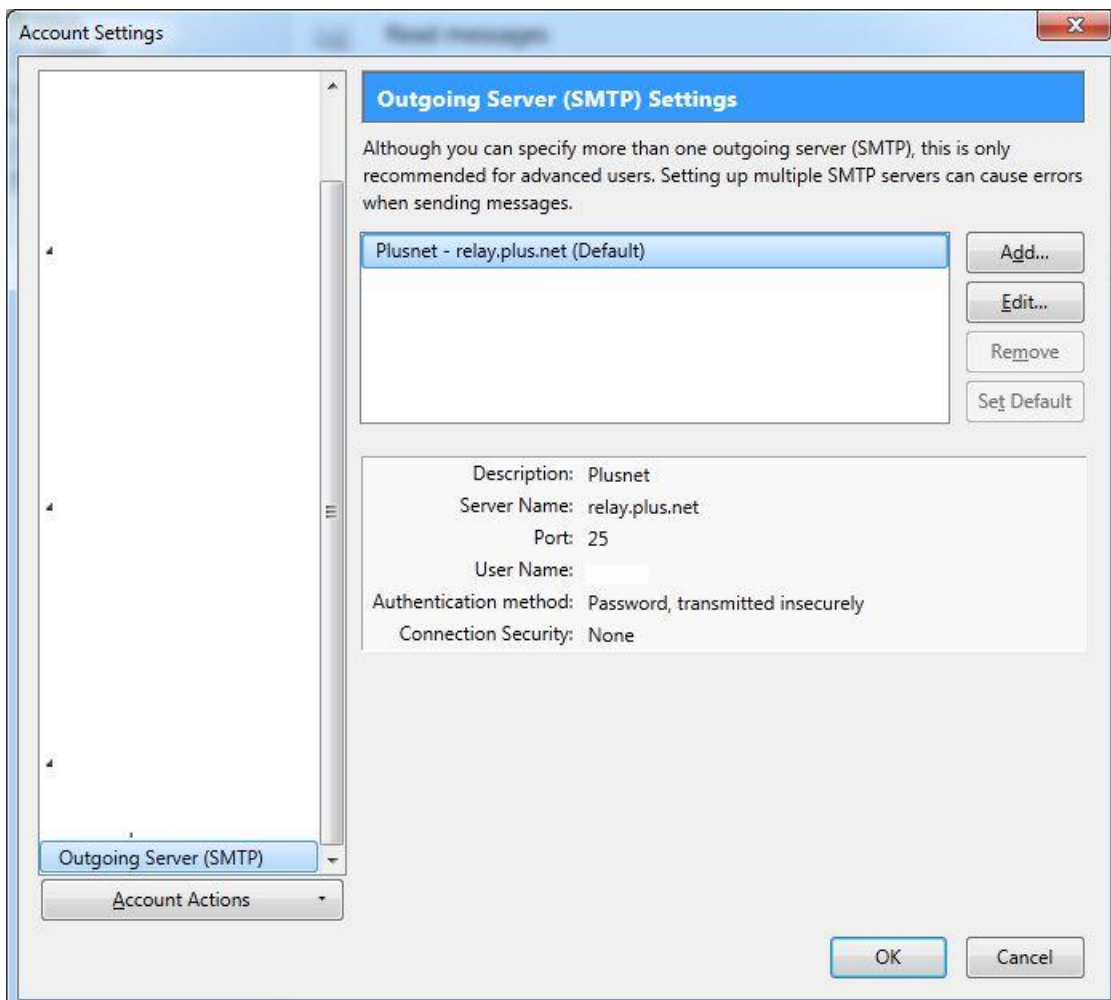 Account Settings
Read messages
Outgoing Server (SMTP) Settings
Although you can specify more than one outgoing server (SMTP), this is only
recommended for advanced users. Setting up multiple SMTP servers can cause errors
when sending messages.
Plusnet - relay.plus.net (Default)
Add...
Edit...
Remove
Set Default
Description: Plusnet
Server Name: relay.plus.net
Port: 25
User Name:
Authentication method: Password, transmitted insecurely
Connection Security: None
Outgoing Server (SMTP)
Account Actions
OK
Cancel